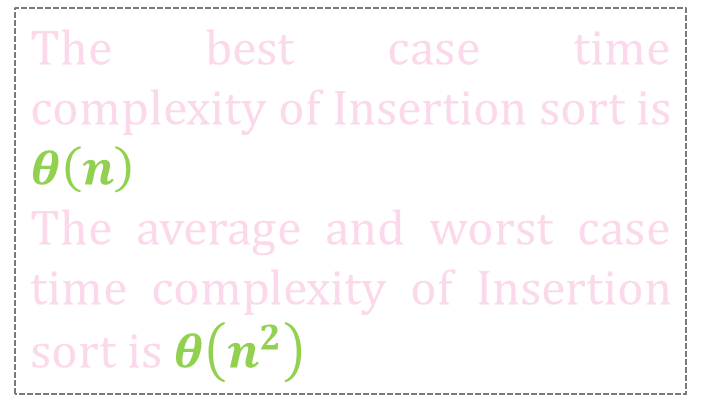 The best case time
complexity of Insertion sort is
θ(n)
The average and worst case
time complexity of Insertion
sort is θ(n²)